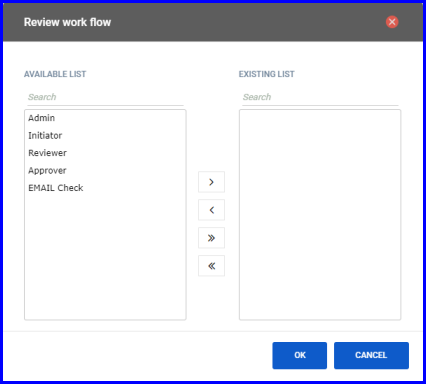 Review work flow
AVAILABLE LIST
EXISTING LIST
Search
Search
Admin
Initiator
Reviewer
Approver
EMAIL Check
>
<
»
«
OK
CANCEL